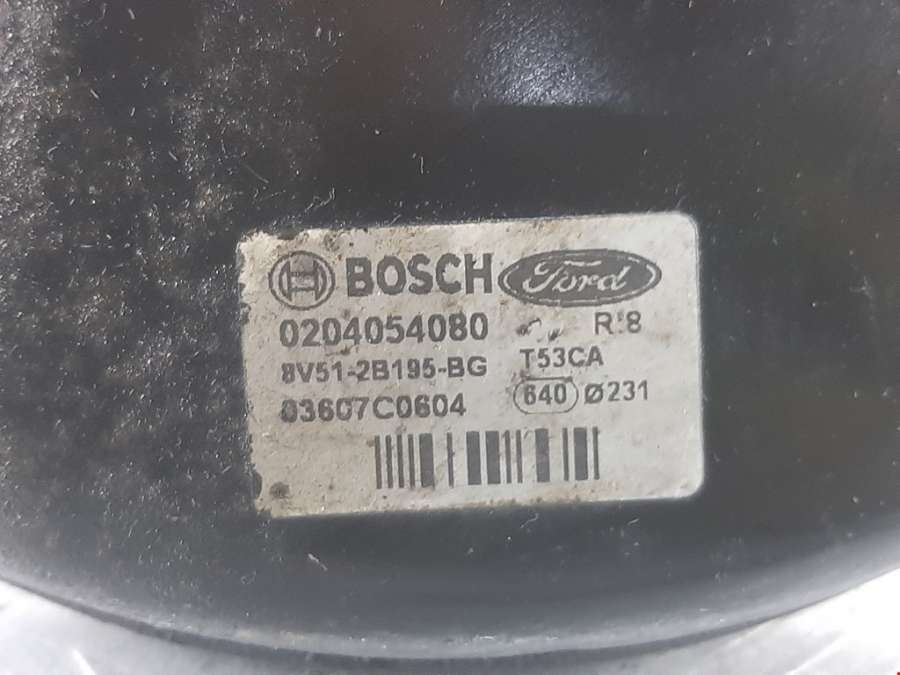 BOSCH Ford
0204054080 R:8
8V51-2B195-BG T53CA
03607C0604 640 Ø231